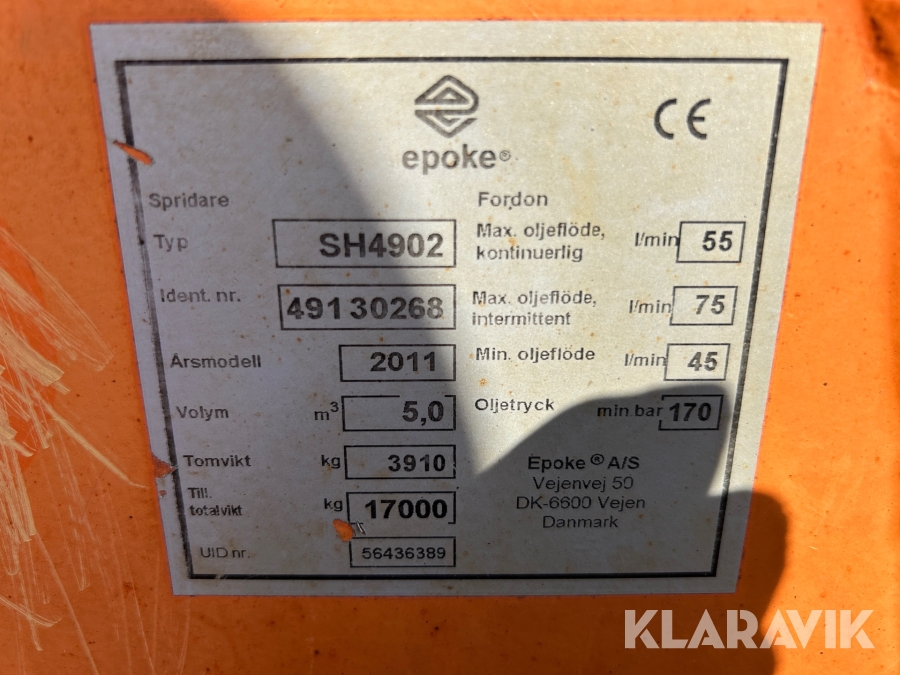 epoke®
CE
Spridare
Typ SH4902
Ident. nr. 49130268
Årsmodell 2011
Volym m³ 5,0
Tomvikt kg 3910
Till.
totalvikt kg 17000
UID nr. 56436389
Fordon
Max. oljeflöde,
kontinuerlig l/min 55
Max. oljeflöde,
intermittent l/min 75
Min. oljeflöde l/min 45
Oljetryck min.bar 170
Epoke® A/S
Vejenvej 50
DK-6600 Vejen
Danmark
KLARAVIK